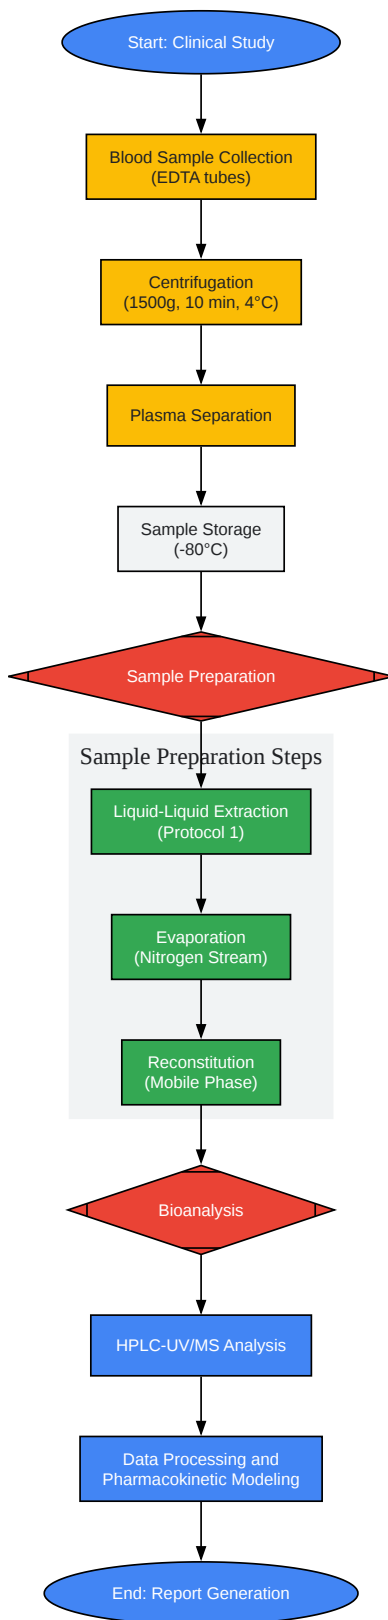 Start: Clinical Study
Blood Sample Collection
(EDTA tubes)
Centrifugation
(1500g, 10 min, 4°C)
Plasma Separation
Sample Storage
(-80°C)
Sample Preparation
Sample Preparation Steps
Liquid-Liquid Extraction
(Protocol 1)
Evaporation
(Nitrogen Stream)
Reconstitution
(Mobile Phase)
Bioanalysis
HPLC-UV/MS Analysis
Data Processing and
Pharmacokinetic Modeling
End: Report Generation